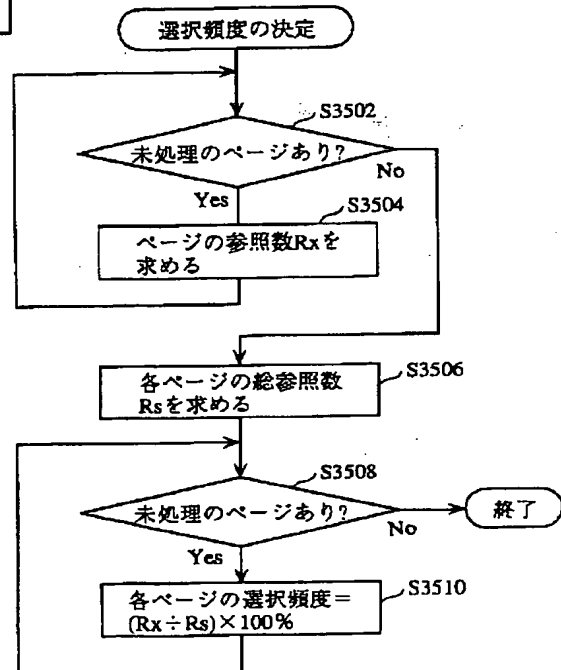 選択頻度の決定
S3502
未処理のページあり?
No
Yes
S3504
ページの参照数Rxを
求める
各ページの総参照数
Rsを求める
S3506
S3508
未処理のページあり?
終了
No
Yes
各ページの選択頻度=
(Rx÷Rs)×100%
S3510